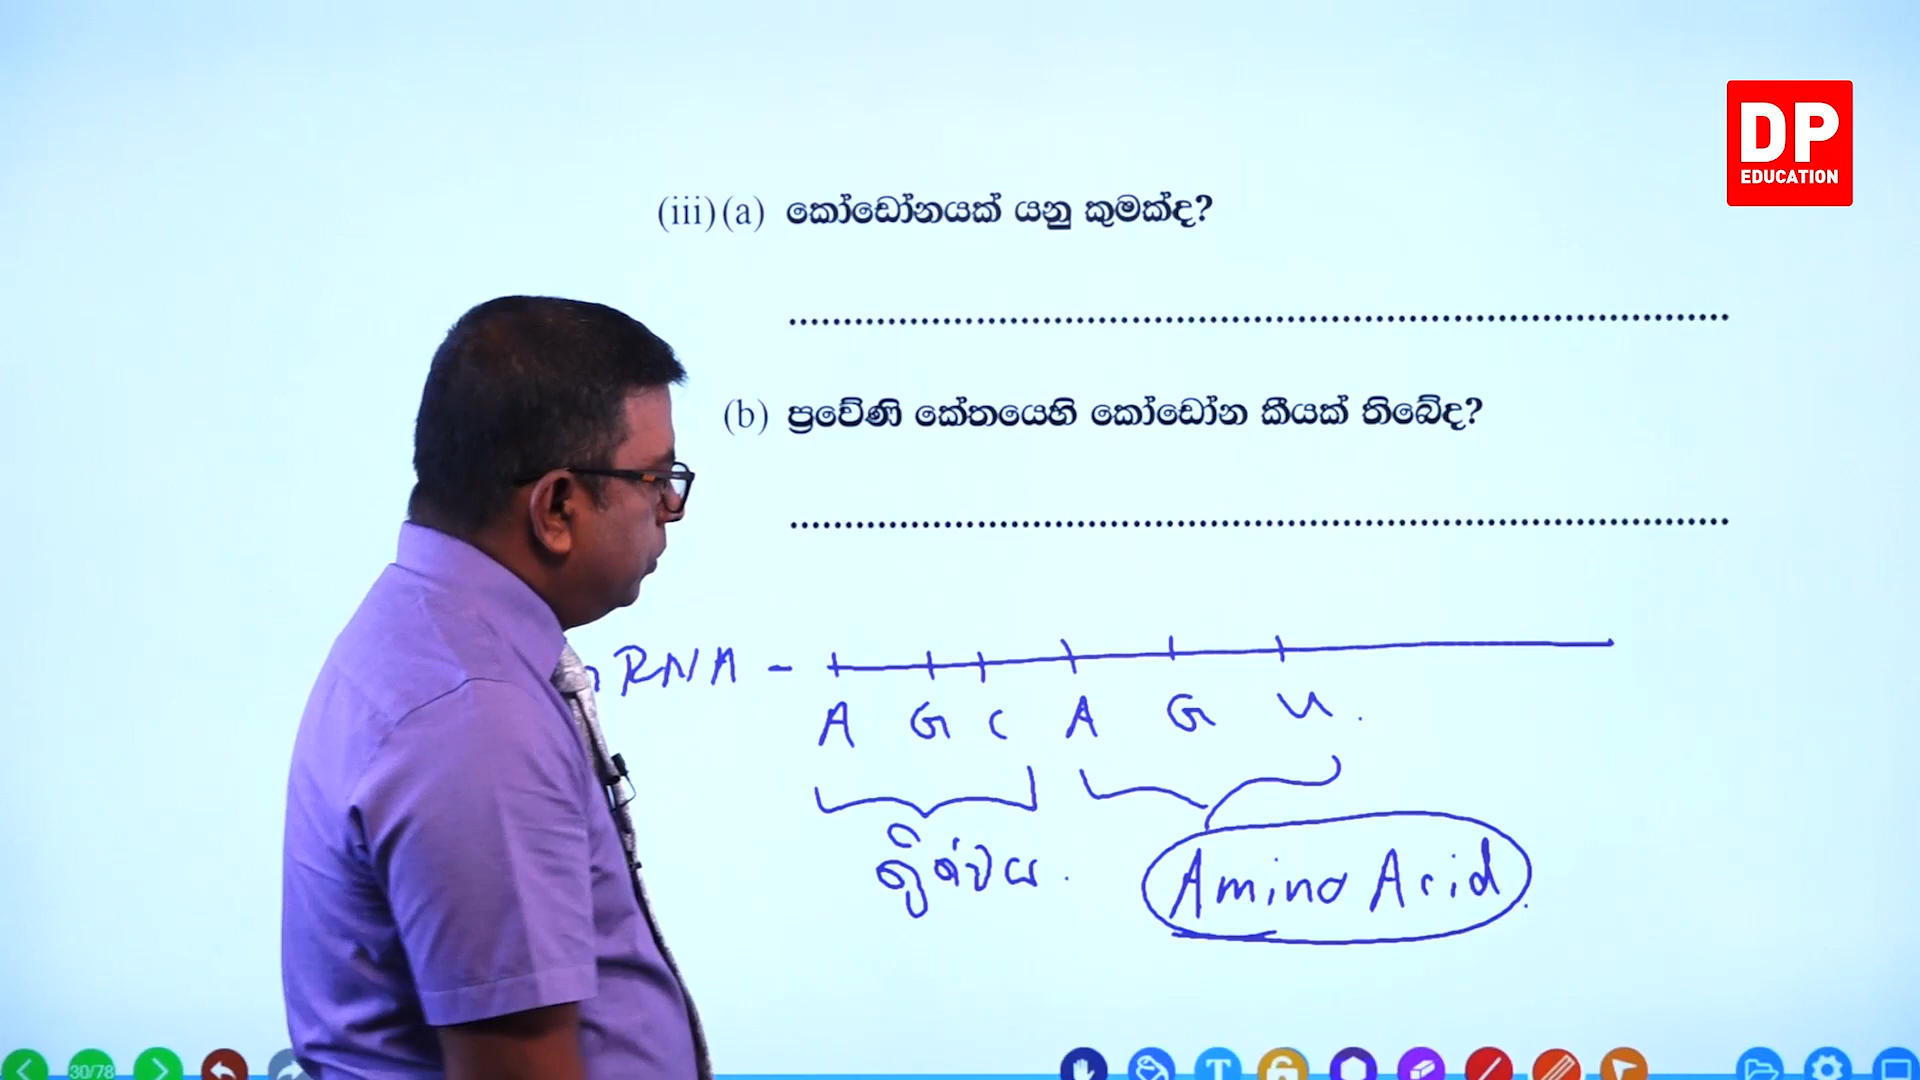 DP
EDUCATION
(iii) (a) කෝඩෝනයක් යනු කුමක්ද?
(b) ප්‍රවේණි කේතයෙහි කෝඩෝන කීයක් තිබේද?
RNA -
A G C A G U .
Amino Acid
30/78